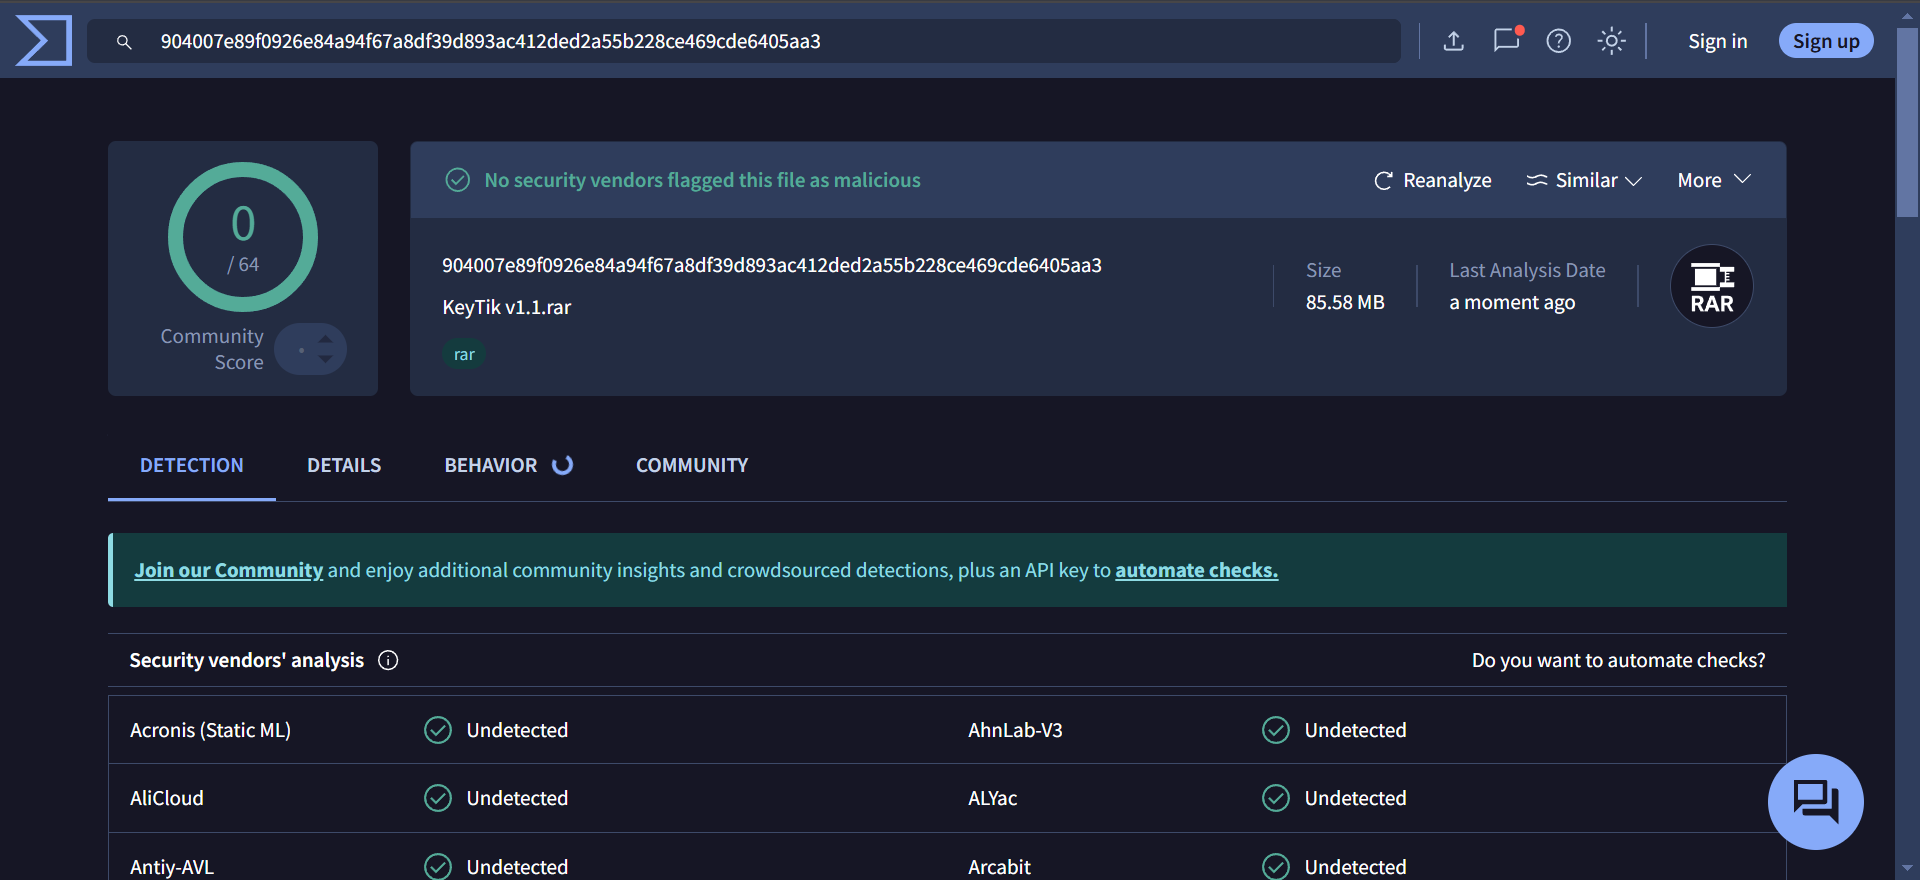 904007e89f0926e84a94f67a8df39d893ac412ded2a55b228ce469cde6405aa3
Sign in
Sign up
0
/ 64
Community
Score
No security vendors flagged this file as malicious
Reanalyze
Similar
More
904007e89f0926e84a94f67a8df39d893ac412ded2a55b228ce469cde6405aa3
KeyTik v1.1.rar
rar
Size
85.58 MB
Last Analysis Date
a moment ago
RAR
DETECTION
DETAILS
BEHAVIOR
COMMUNITY
Join our Community and enjoy additional community insights and crowdsourced detections, plus an API key to automate checks.
Security vendors' analysis
Do you want to automate checks?
Acronis (Static ML)
Undetected
AhnLab-V3
Undetected
AliCloud
Undetected
ALYac
Undetected
Antiy-AVL
Undetected
Arcabit
Undetected